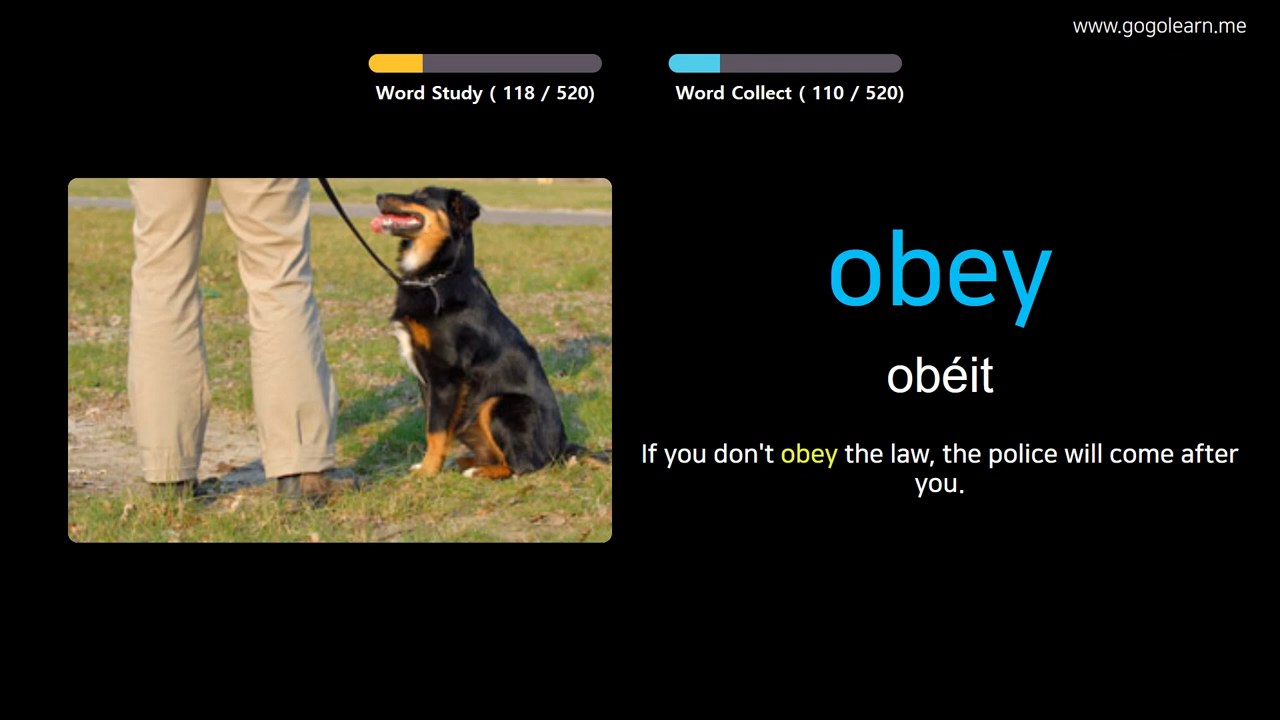 www.gogolearn.me
Word Study ( 118 / 520)
Word Collect ( 110 / 520)
obey
obéit
If you don't obey the law, the police will come after
you.